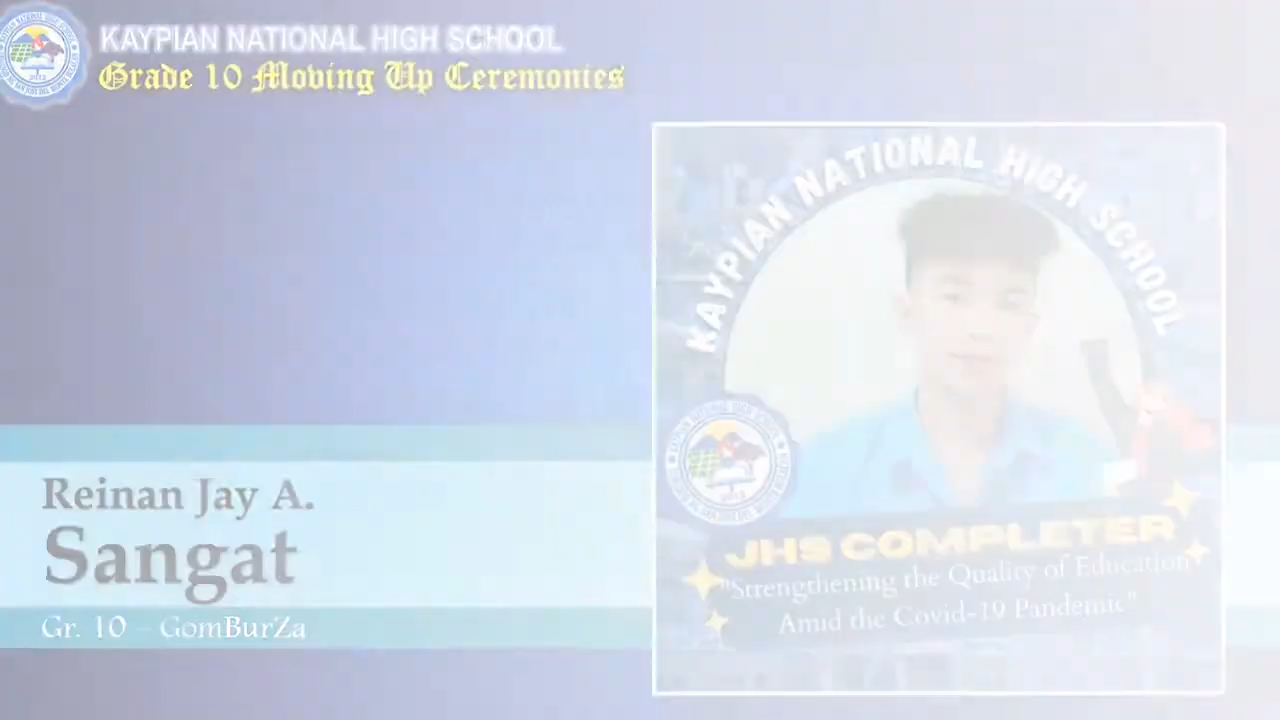 KAYPIAN NATIONAL HIGH SCHOOL
Grade 10 Moving Up Ceremonies
KAYPIAN NATIONAL HIGH SCHOOL
Reinan Jay A.
Sangat
Gr. 10 - GomBurZa
2012
JHS COMPLETER
"Strengthening the Quality of Education
Amid the Covid-19 Pandemic"